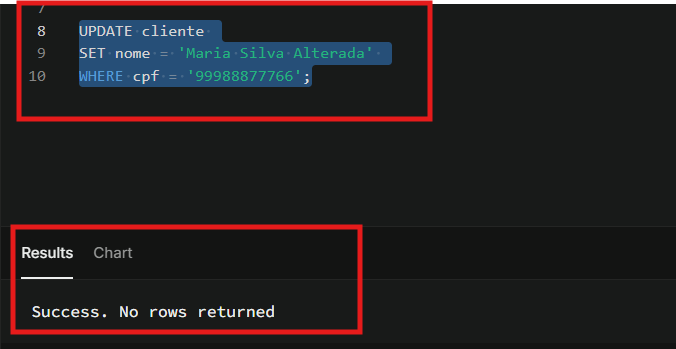 7
8 UPDATE cliente
9 SET nome = 'Maria Silva Alterada'
10 WHERE cpf = '99988877766';
Results Chart
Success. No rows returned